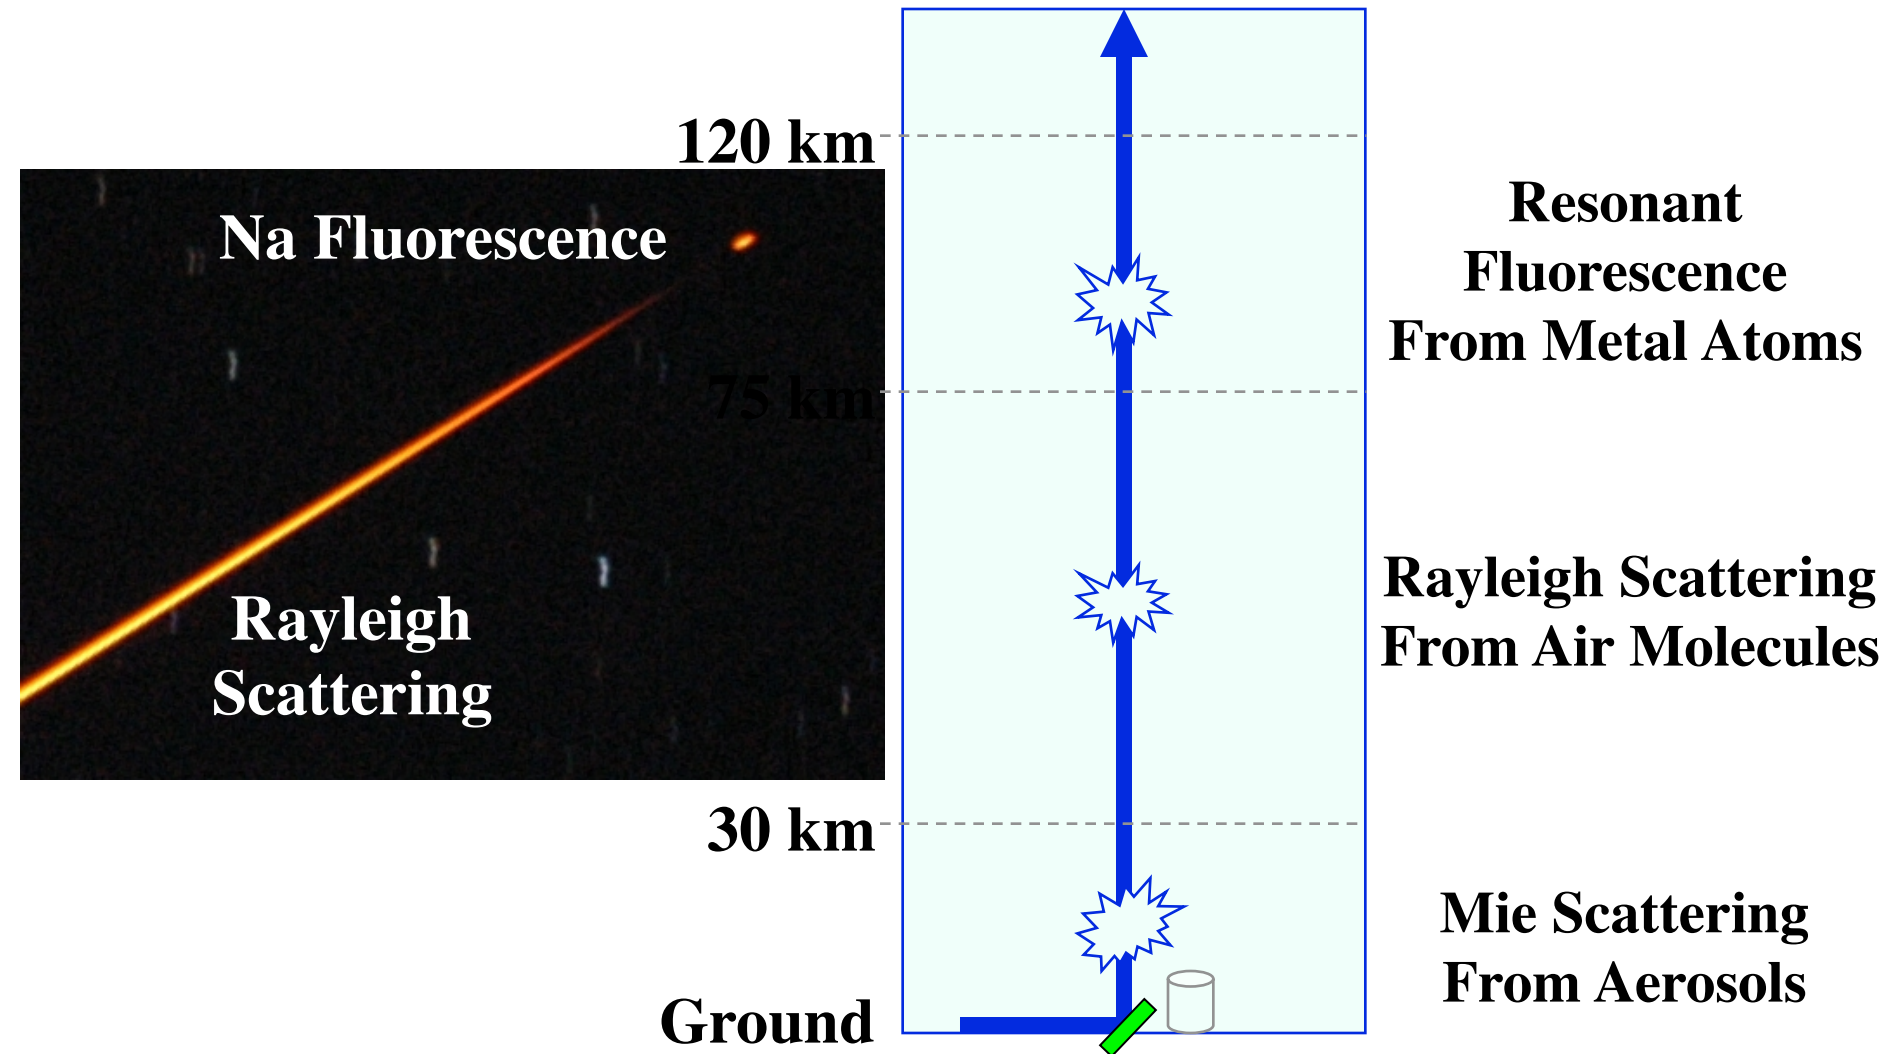 120 km
Na Fluorescence
Resonant
Fluorescence
From Metal Atoms
75 km
Rayleigh
Scattering
Rayleigh Scattering
From Air Molecules
30 km
Mie Scattering
From Aerosols
Ground